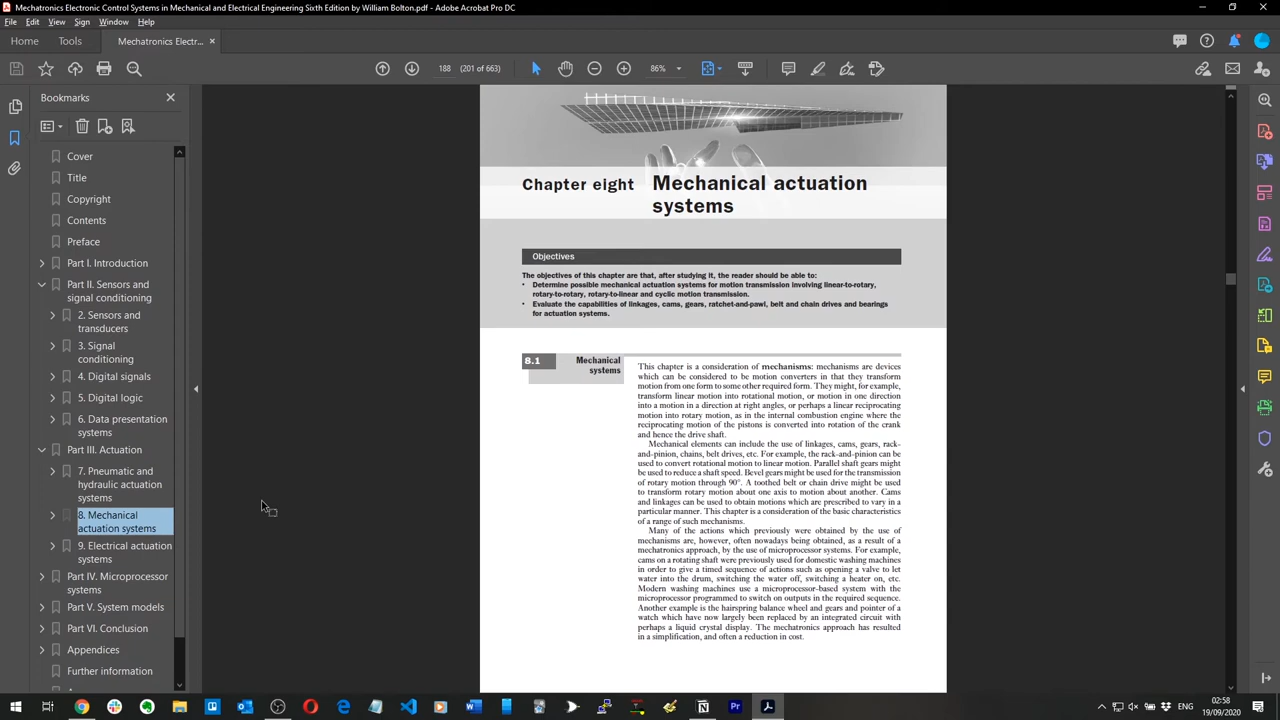 Mechatronics Electronic Control Systems in Mechanical and Electrical Engineering Sixth Edition by William Bolton.pdf - Adobe Acrobat Pro DC
File Edit View Sign Window Help
Home Tools Mechatronics Electr... ×
188 (201 of 663) 86%
Bookmarks
Cover
Title
Copyright
Contents
Preface
Part I. Introduction
Part II. Sensors and
signal conditioning
2. Sensors and
transducers
3. Signal
conditioning
4. Digital signals
5. Digital logic
6. Data presentation
systems
Part III. Actuation
7. Pneumatic and
hydraulic actuation
systems
8. Mechanical
actuation systems
9. Electrical actuation
Part IV. Microprocessor
systems
Part V. System models
Part VI. Conclusion
Appendices
Chapter eight Mechanical actuation
systems
Objectives
The objectives of this chapter are that, after studying it, the reader should be able to:
• Determine possible mechanical actuation systems for motion transmission involving linear-to-rotary,
rotary-to-rotary, rotary-to-linear and cyclic motion transmission.
• Evaluate the capabilities of linkages, cams, gears, ratchet-and-pawl, belt and chain drives and bearings
for actuation systems.
8.1 Mechanical
systems
This chapter is a consideration of mechanisms: mechanisms are devices
which can be considered to be motion converters in that they transform
motion from one form to some other required form. They might, for example,
transform linear motion into rotational motion, or motion in one direction
into a motion in a direction at right angles, or perhaps a linear reciprocating
motion into rotary motion, as in the internal combustion engine where the
reciprocating motion of the pistons is converted into rotation of the crank
and hence the drive shaft.
Mechanical elements can include the use of linkages, cams, gears, rack-
and-pinion, chains, belt drives, etc. For example, the rack-and-pinion can be
used to convert rotational motion to linear motion. Parallel shaft gears might
be used to reduce a shaft speed. Bevel gears might be used for the transmission
of rotary motion through 90°. A toothed belt or chain drive might be used
to transform rotary motion about one axis to motion about another. Cams
and linkages can be used to obtain motions which are prescribed to vary in a
particular manner. This chapter is a consideration of the basic characteristics
of a range of such mechanisms.
Many of the actions which previously were obtained by the use of
mechanisms are, however, often nowadays being obtained, as a result of a
mechatronics approach, by the use of microprocessor systems. For example,
cams on a rotating shaft were previously used for domestic washing machines
in order to give a timed sequence of actions such as opening a valve to let
water into the drum, switching the water off, switching a heater on, etc.
Modern washing machines use a microprocessor-based system with the
microprocessor programmed to switch on outputs in the required sequence.
Another example is the hairspring balance wheel and gears and pointer of a
watch which have now largely been replaced by an integrated circuit with
perhaps a liquid crystal display. The mechatronics approach has resulted
in a simplification, and often a reduction in cost.
02:58
19/09/2020